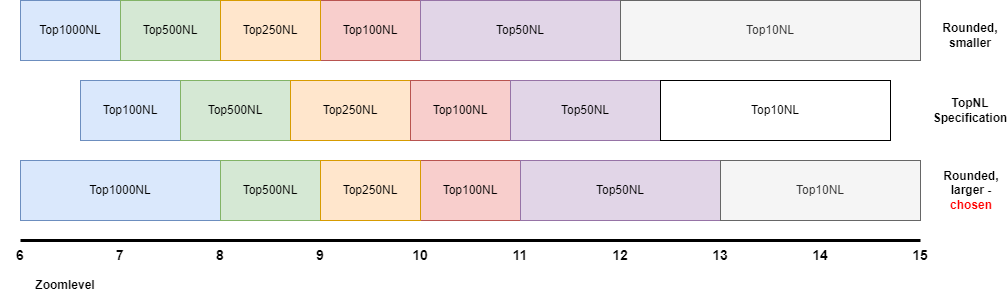 Top1000NL Top500NL Top250NL Top100NL Top50NL Top10NL Rounded,
smaller
Top100NL Top500NL Top250NL Top100NL Top50NL Top10NL TopNL
Specification
Top1000NL Top500NL Top250NL Top100NL Top50NL Top10NL Rounded,
larger -
chosen
6 7 8 9 10 11 12 13 14 15
Zoomlevel